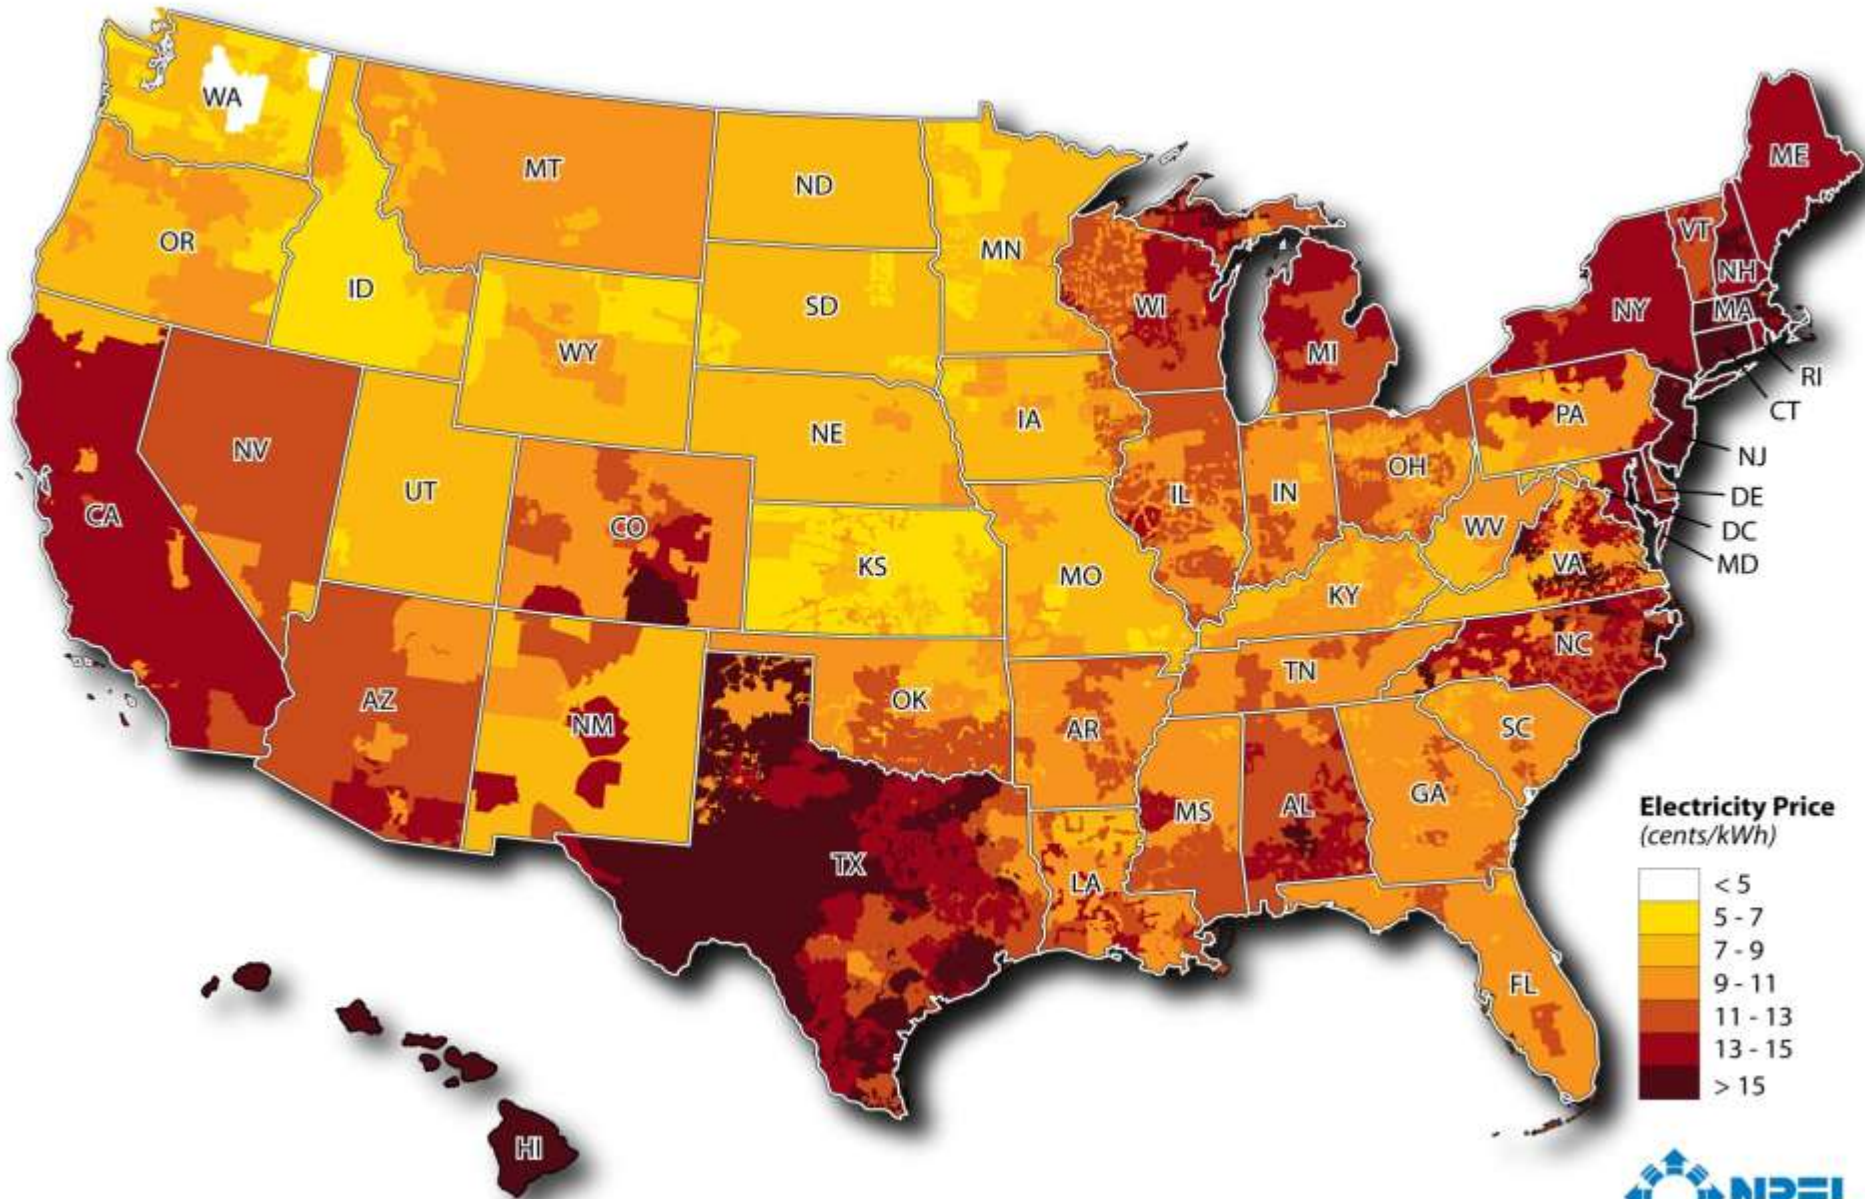 WA
MT
ND
MN
ME
VT
NH
OR
ID
SD
WI
NY
MA
WY
MI
RI
CT
NE
IA
PA
NV
UT
CO
IL
IN
OH
NJ
DE
DC
MD
CA
KS
MO
WV
VA
KY
NC
TN
AZ
NM
OK
AR
SC
MS
AL
GA
TX
LA
FL
HI
Electricity Price
(cents/kWh)
< 5
5 - 7
7 - 9
9 - 11
11 - 13
13 - 15
> 15
NREL